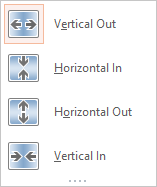 Vertical Out
Horizontal In
Horizontal Out
Vertical In